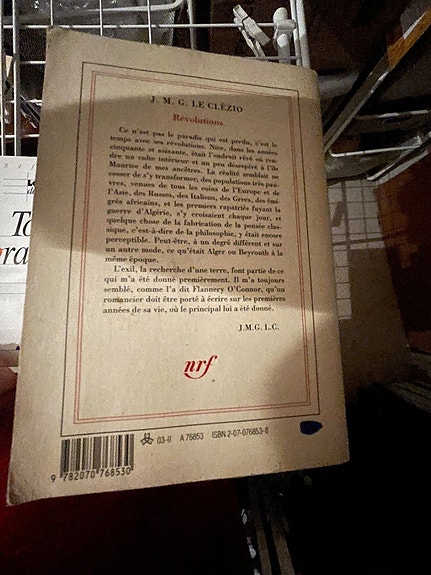 J. M. G. LE CLÉZIO
Révolutions
Ce n'est pas le paradis qui est perdu, c'est le
temps avec ses révolutions. Nice, dans les années
cinquante et soixante, était l'endroit rêvé où ren-
dre un culte intérieur et un peu désespéré à l'île
Maurice de mes ancêtres. La réalité semblait ne
cesser de s'y transformer, des populations très pau-
vres, venues de tous les coins de l'Europe et de
l'Asie, des Russes, des Italiens, des Grecs, des émi-
grés africains, et les premiers rapatriés fuyant la
guerre d'Algérie, s'y croisaient chaque jour, et
quelque chose de la fabrication de la pensée clas-
sique, c'est-à-dire de la philosophie, y était encore
perceptible. Peut-être, à un degré différent et sur
un autre mode, ce qu'était Alger ou Beyrouth à la
même époque.
L'exil, la recherche d'une terre, font partie de ce
qui m'a été donné premièrement. Il m'a toujours
semblé, comme l'a dit Flannery O'Connor, qu'un
romancier doit être porté à écrire sur les premières
années de sa vie, où le principal lui a été donné.
J.M.G. L.C.
nrf
03-II A 76853 ISBN 2-07-076853-8
9 782070 768530